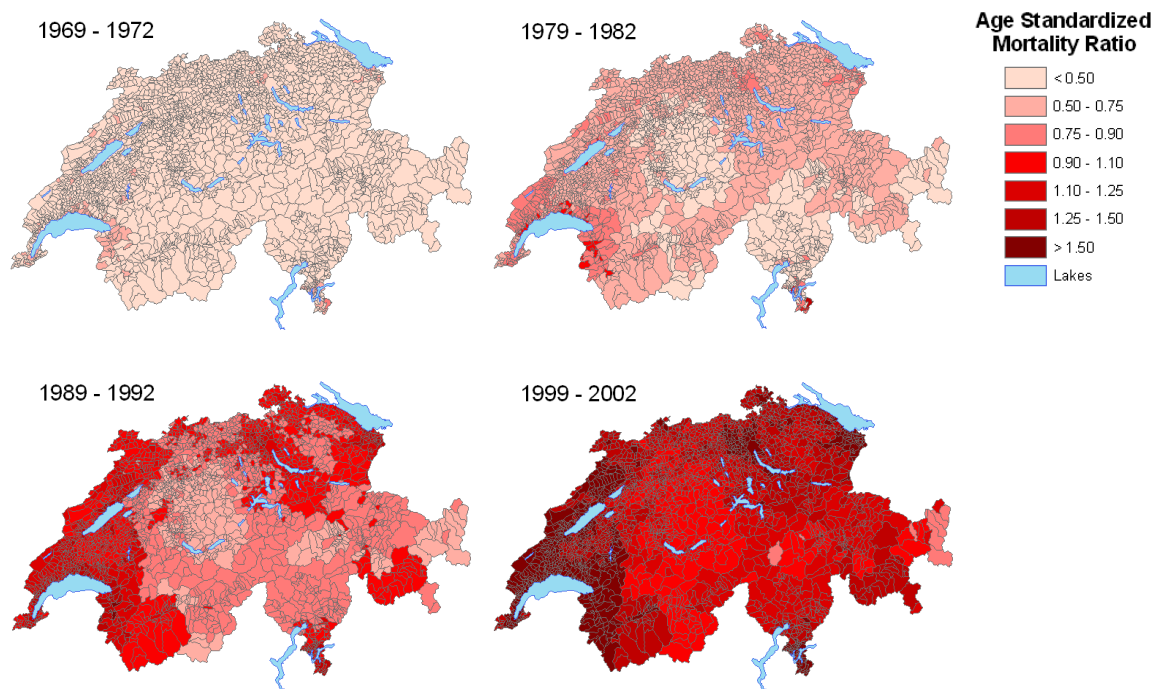 1969 - 1972
1979 - 1982
Age Standardized
Mortality Ratio
< 0.50
0.50 - 0.75
0.75 - 0.90
0.90 - 1.10
1.10 - 1.25
1.25 - 1.50
> 1.50
Lakes
1989 - 1992
1999 - 2002